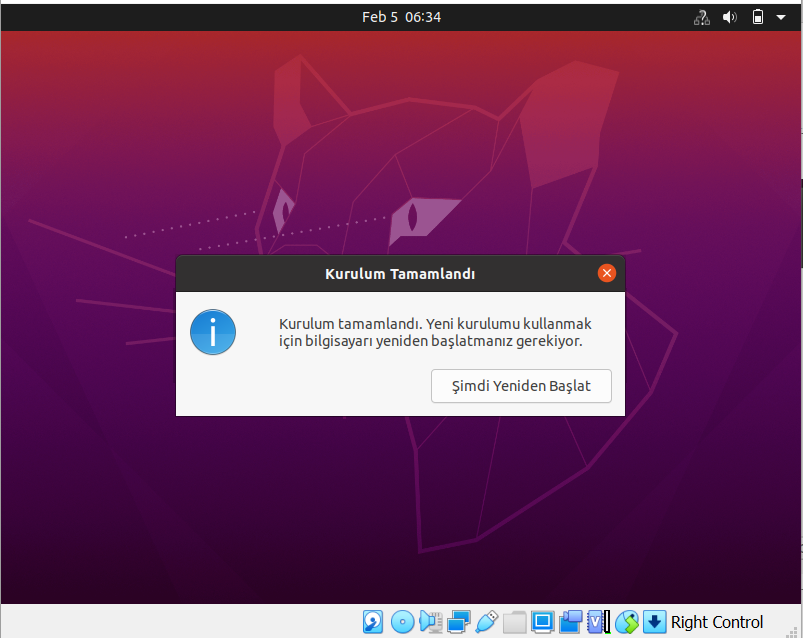 Feb 5 06:34
Kurulum Tamamlandı
Kurulum tamamlandı. Yeni kurulumu kullanmak
için bilgisayarı yeniden başlatmanız gerekiyor.
Şimdi Yeniden Başlat
Right Control